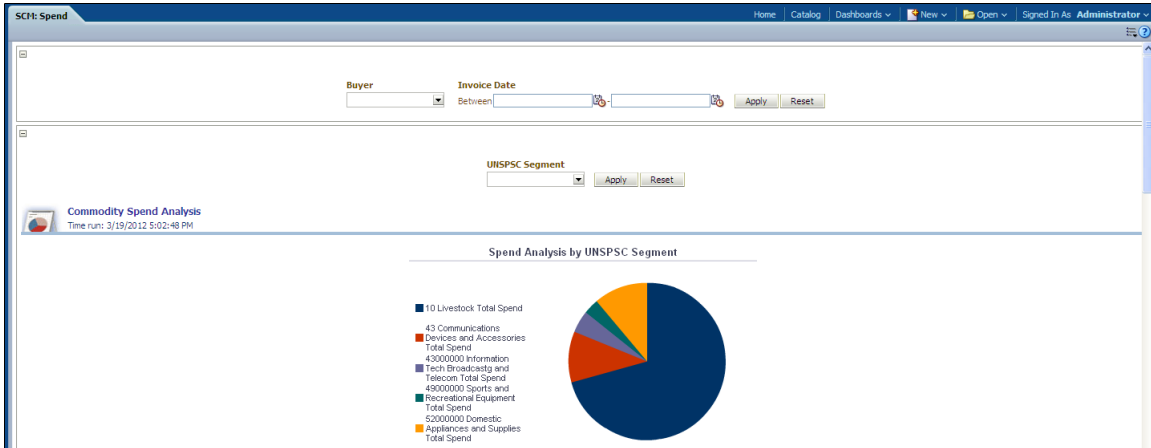 SCM: Spend
Home Catalog Dashboards New Open Signed In As Administrator
Buyer Invoice Date
Between - Apply Reset
UNSPSC Segment
Apply Reset
Commodity Spend Analysis
Time run: 3/19/2012 5:02:48 PM
Spend Analysis by UNSPSC Segment
10 Livestock Total Spend
43 Communications
Devices and Accessories
Total Spend
43000000 Information
Tech Broadcastg and
Telecom Total Spend
49000000 Sports and
Recreational Equipment
Total Spend
52000000 Domestic
Appliances and Supplies
Total Spend